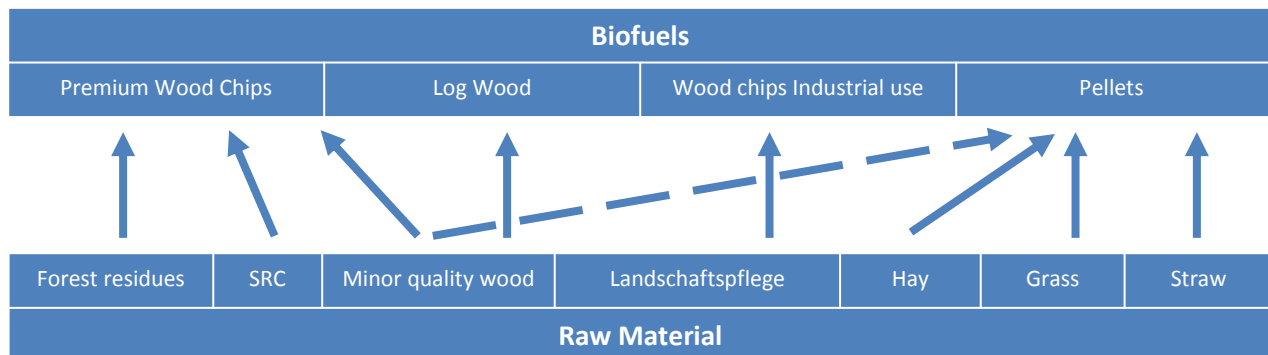 Biofuels
Premium Wood Chips
Log Wood
Wood chips Industrial use
Pellets
Forest residues
SRC
Minor quality wood
Landschaftspflege
Hay
Grass
Straw
Raw Material